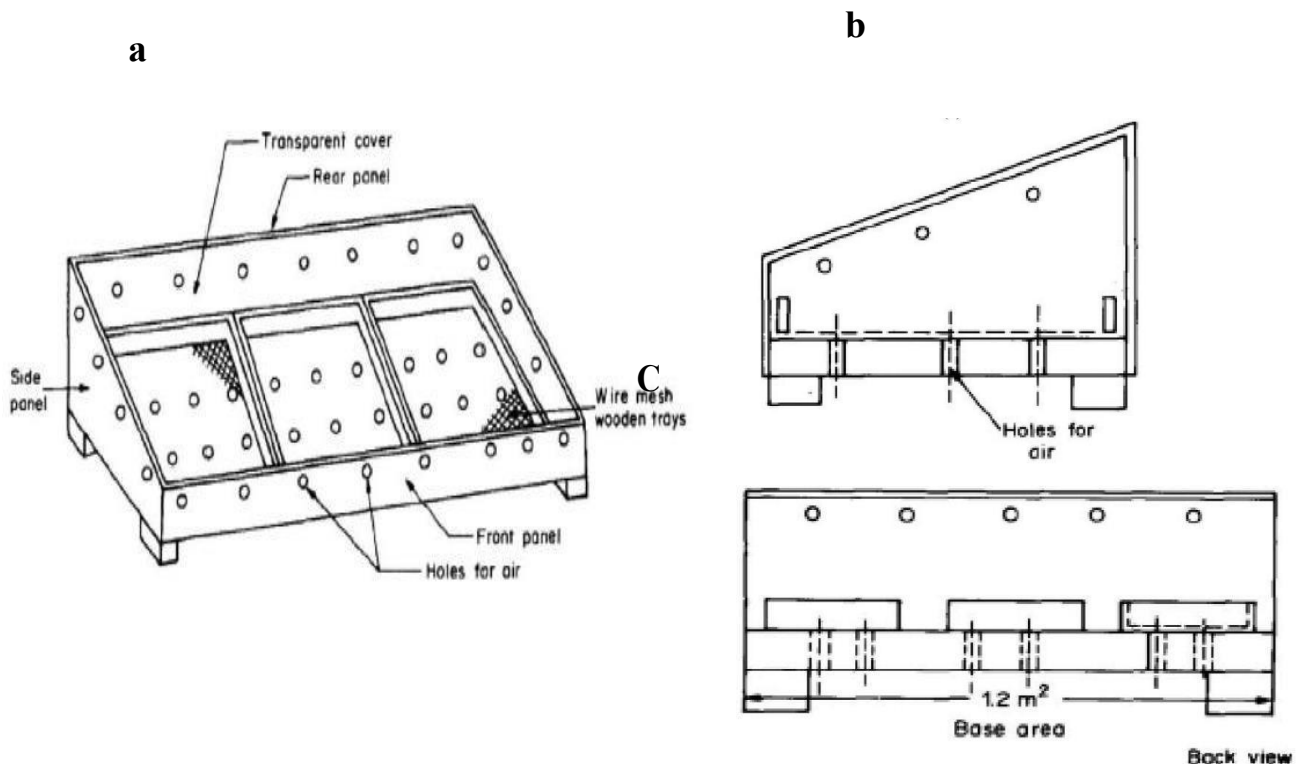 a
b
Transparent cover
Rear panel
Side
panel
C
Wire mesh
wooden trays
Front panel
Holes for air
Holes for
air
1.2 m²
Base area
Back view